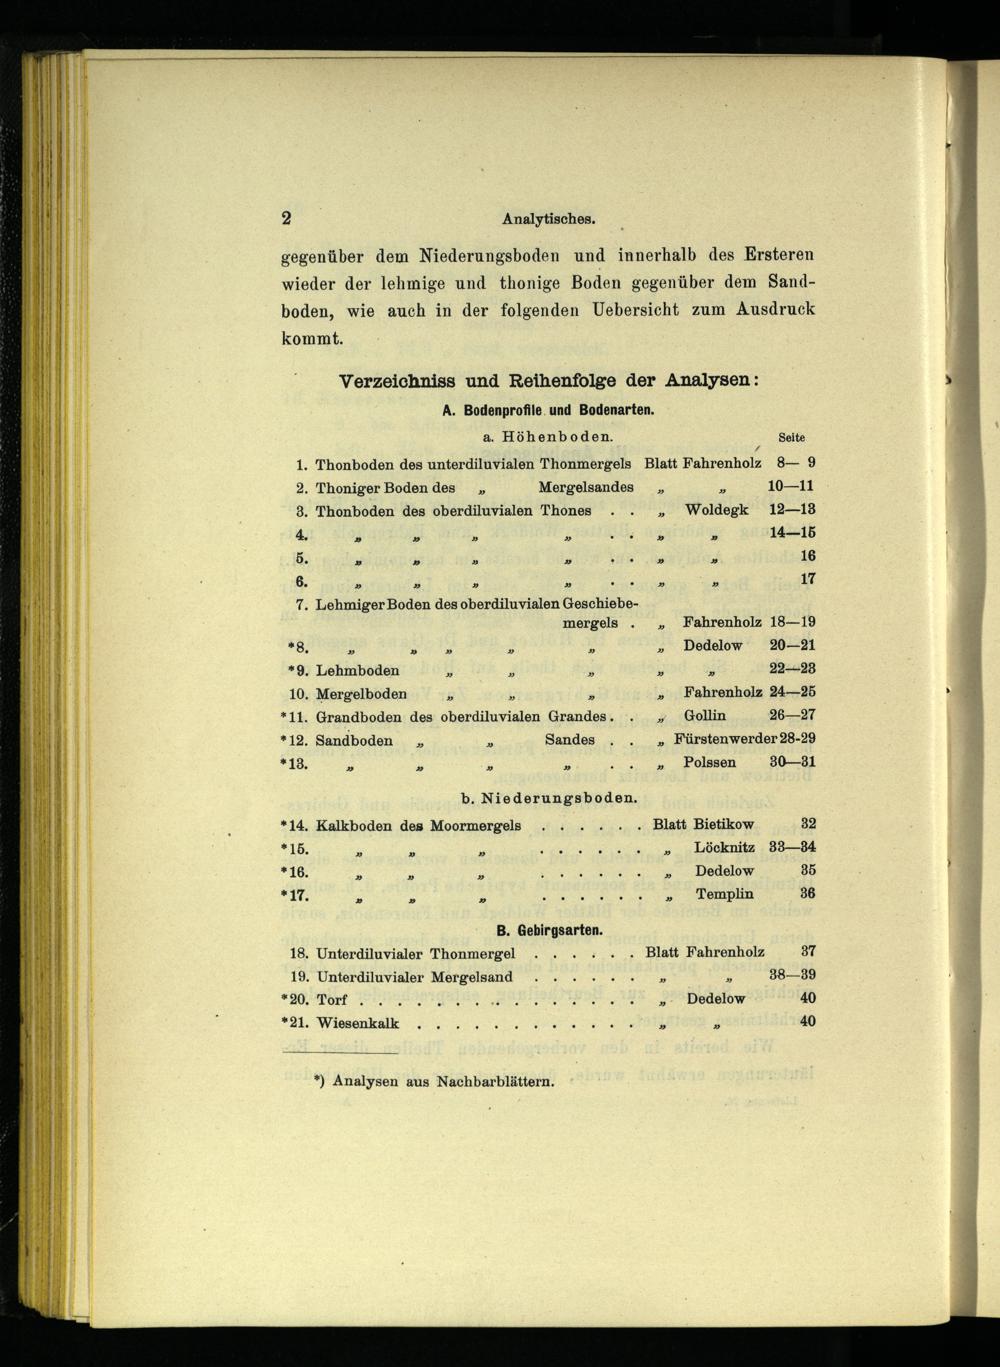 2 Analytisches.
gegenüber dem Niederungsboden und innerhalb des Ersteren
wieder der lehmige und thonige Boden gegenüber dem Sand-
boden, wie auch in der folgenden Uebersicht zum Ausdruck
kommt.
Verzeichniss und Reihenfolge der Analysen:
A. Bodenprofile und Bodenarten.
a. Höhenboden. Seite
1. Thonboden des unterdiluvialen Thonmergels Blatt Fahrenholz 8— 9
2. Thoniger Boden des „ Mergelsandes „ „ 10—11
3. Thonboden des oberdiluvialen Thones . . „ Woldegk 12—13
4. „ „ „ „ . . „ „ 14—15
5. „ „ „ „ . . „ „ 16
6. „ „ „ „ . . „ „ 17
7. Lehmiger Boden des oberdiluvialen Geschiebe-
mergels . „ Fahrenholz 18—19
*8. „ „ „ „ „ „ Dedelow 20—21
*9. Lehmboden „ „ „ „ „ 22—23
10. Mergelboden „ „ „ „ Fahrenholz 24—25
*11. Grandboden des oberdiluvialen Grandes . . „ Gollin 26—27
*12. Sandboden „ „ Sandes . . „ Fürstenwerder 28-29
*13. „ „ „ „ . . „ Polssen 30—31
b. Niederungsboden.
*14. Kalkboden des Moormergels . . . . . . Blatt Bietikow 32
*15. „ „ „ . . . . . . „ Löcknitz 33—34
*16. „ „ „ . . . . . . „ Dedelow 35
*17. „ „ „ . . . . . . „ Templin 36
B. Gebirgsarten.
18. Unterdiluvialer Thonmergel . . . . . . Blatt Fahrenholz 37
19. Unterdiluvialer Mergelsand . . . . . . „ „ 38—39
*20. Torf . . . . . . . . . . . . . . . „ Dedelow 40
*21. Wiesenkalk . . . . . . . . . . . . „ „ 40
*) Analysen aus Nachbarblättern.